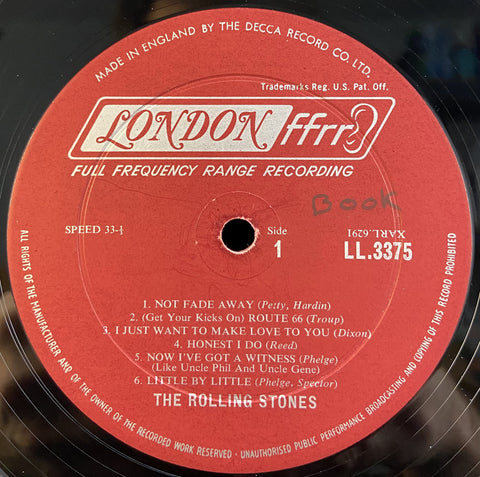 MADE IN ENGLAND BY THE DECCA RECORD CO. LTD.
Trademarks Reg. U.S. Pat. Off.
LONDON ffrr
FULL FREQUENCY RANGE RECORDING
Book
SPEED 33-⅓
Side
1
XARL.6291
LL.3375
1. NOT FADE AWAY (Petty, Hardin)
2. (Get Your Kicks On) ROUTE 66 (Troup)
3. I JUST WANT TO MAKE LOVE TO YOU (Dixon)
4. HONEST I DO (Reed)
5. NOW I'VE GOT A WITNESS (Phelge)
(Like Uncle Phil And Uncle Gene)
6. LITTLE BY LITTLE (Phelge, Spector)
THE ROLLING STONES
ALL RIGHTS OF THE MANUFACTURER AND OF THE OWNER OF THE RECORDED WORK RESERVED · UNAUTHORISED PUBLIC PERFORMANCE BROADCASTING AND COPYING OF THIS RECORD PROHIBITED